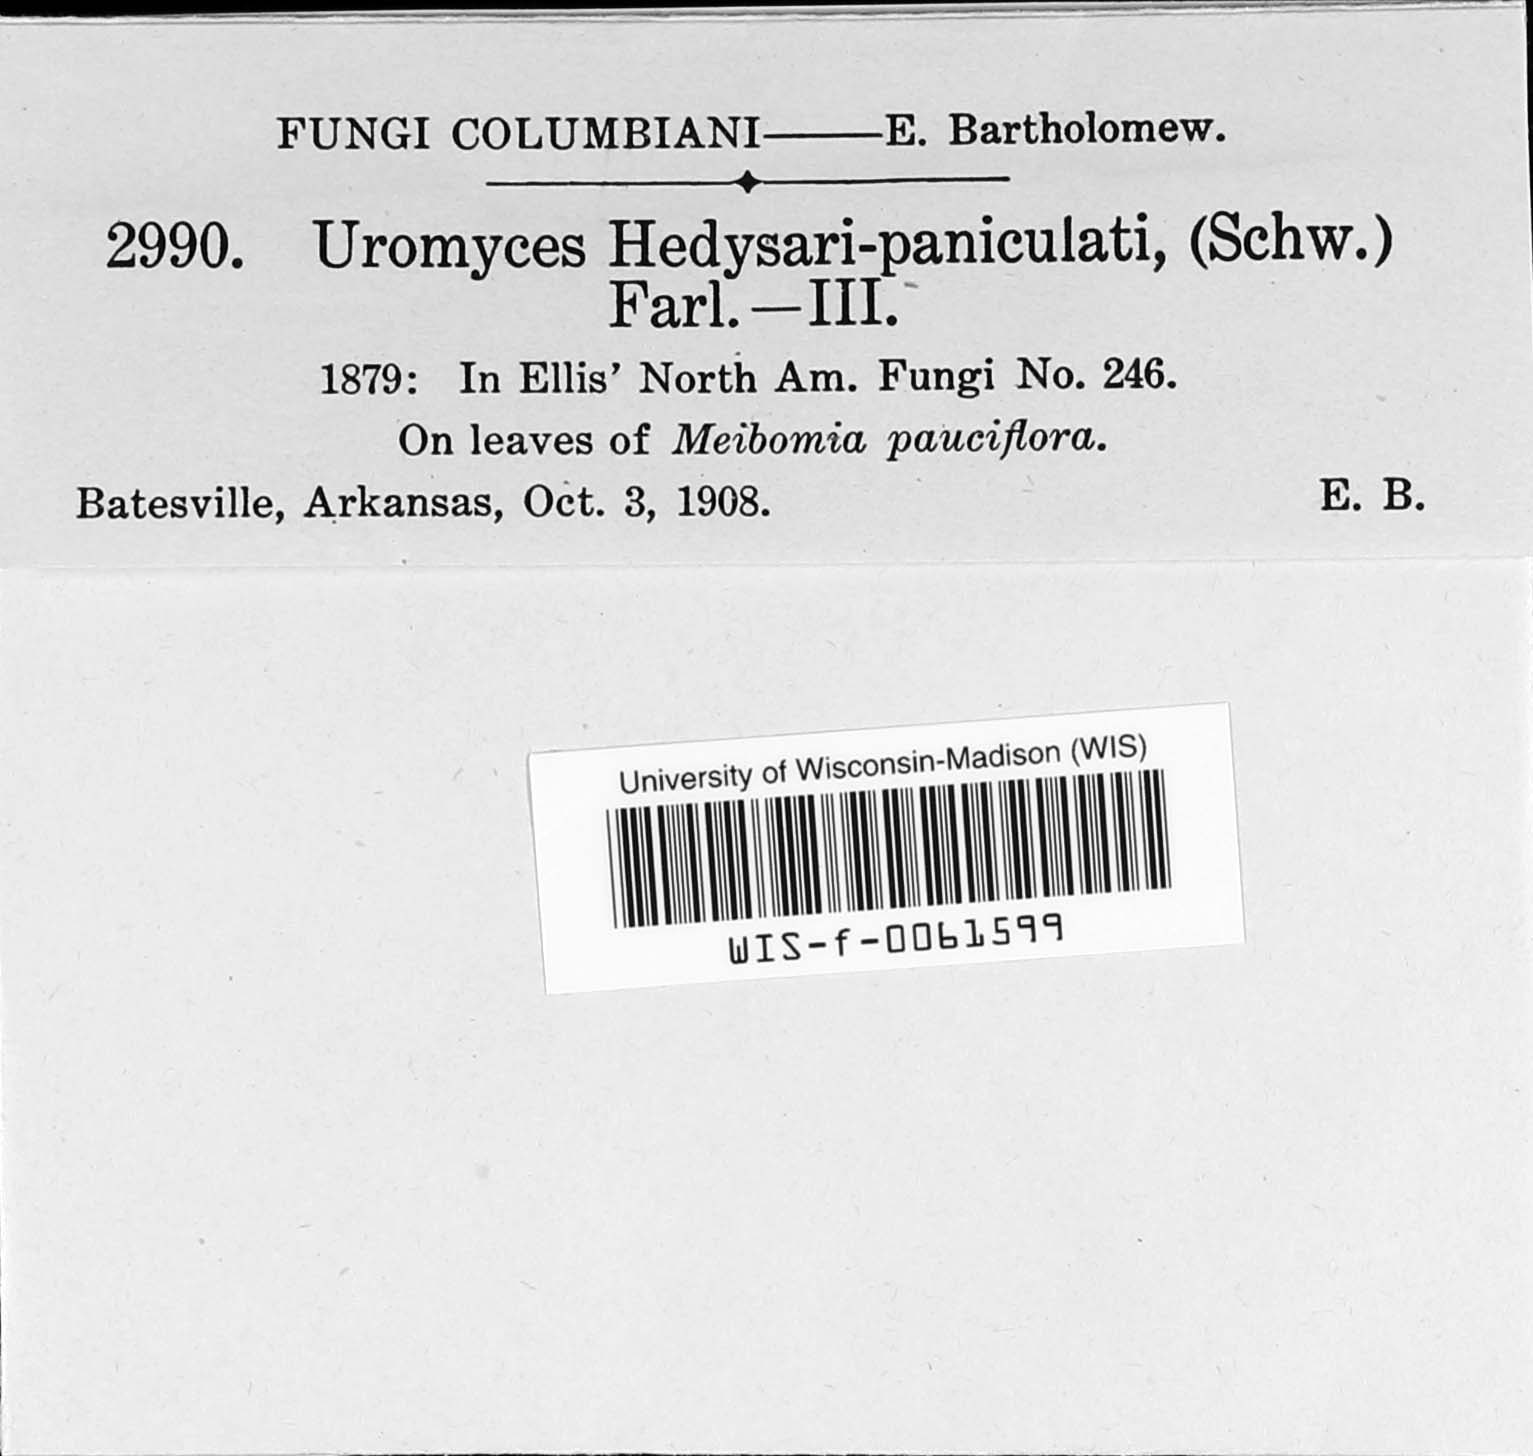 FUNGI COLUMBIANI——E. Bartholomew.
2990. Uromyces Hedysari-paniculati, (Schw.)
Farl.—III.
1879: In Ellis' North Am. Fungi No. 246.
On leaves of Meibomia pauciflora.
Batesville, Arkansas, Oct. 3, 1908. E. B.
University of Wisconsin-Madison (WIS)
WIS-f-0061599